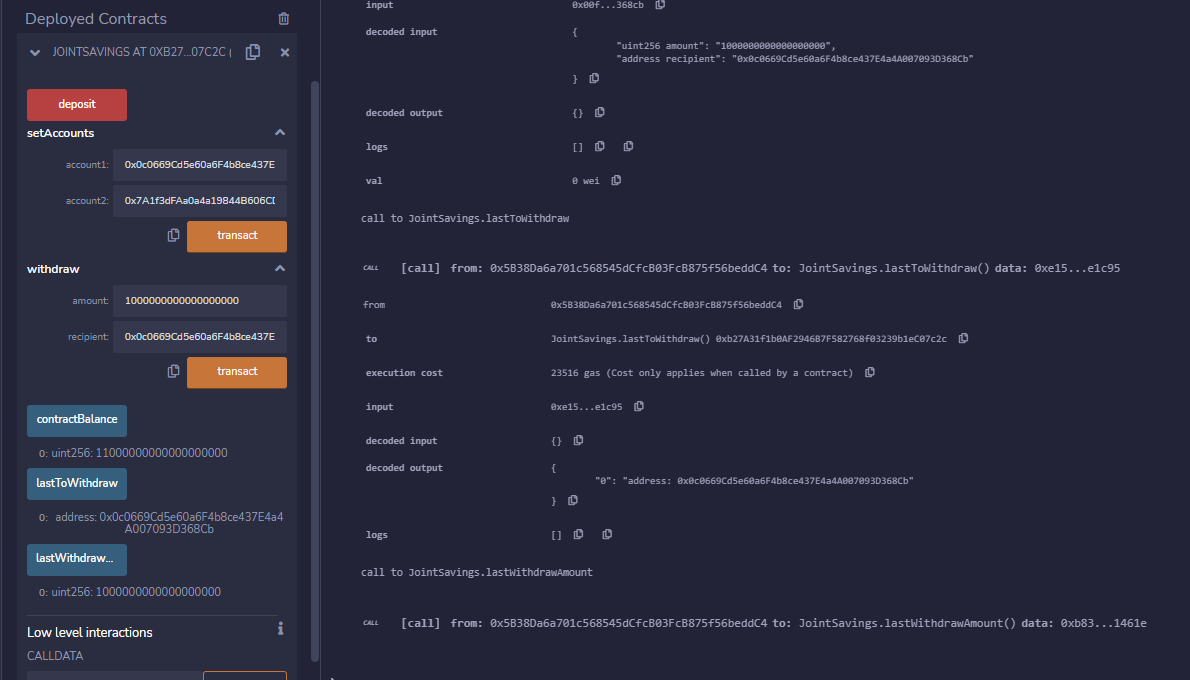 Deployed Contracts
JOINTSAVINGS AT 0XB27...07C2C (
deposit
setAccounts
account1: 0x0c0669Cd5e60a6F4b8ce437E
account2: 0x7A1f3dFAa0a4a19844B606CD
transact
withdraw
amount: 1000000000000000000
recipient: 0x0c0669Cd5e60a6F4b8ce437E
transact
contractBalance
0: uint256: 11000000000000000000
lastToWithdraw
0: address: 0x0c0669Cd5e60a6F4b8ce437E4a4
A007093D368Cb
lastWithdraw...
0: uint256: 1000000000000000000
Low level interactions
CALLDATA
input 0x00f...368cb
decoded input {
"uint256 amount": "1000000000000000000",
"address recipient": "0x0c0669Cd5e60a6F4b8ce437E4a4A007093D368Cb"
}
decoded output {}
logs []
val 0 wei
call to JointSavings.lastToWithdraw
CALL [call] from: 0x5B38Da6a701c568545dCfcB03FcB875f56beddC4 to: JointSavings.lastToWithdraw() data: 0xe15...e1c95
from 0x5B38Da6a701c568545dCfcB03FcB875f56beddC4
to JointSavings.lastToWithdraw() 0xb27A31f1b0AF2946B7F582768f03239b1eC07c2c
execution cost 23516 gas (Cost only applies when called by a contract)
input 0xe15...e1c95
decoded input {}
decoded output {
"0": "address: 0x0c0669Cd5e60a6F4b8ce437E4a4A007093D368Cb"
}
logs []
call to JointSavings.lastWithdrawAmount
CALL [call] from: 0x5B38Da6a701c568545dCfcB03FcB875f56beddC4 to: JointSavings.lastWithdrawAmount() data: 0xb83...1461e